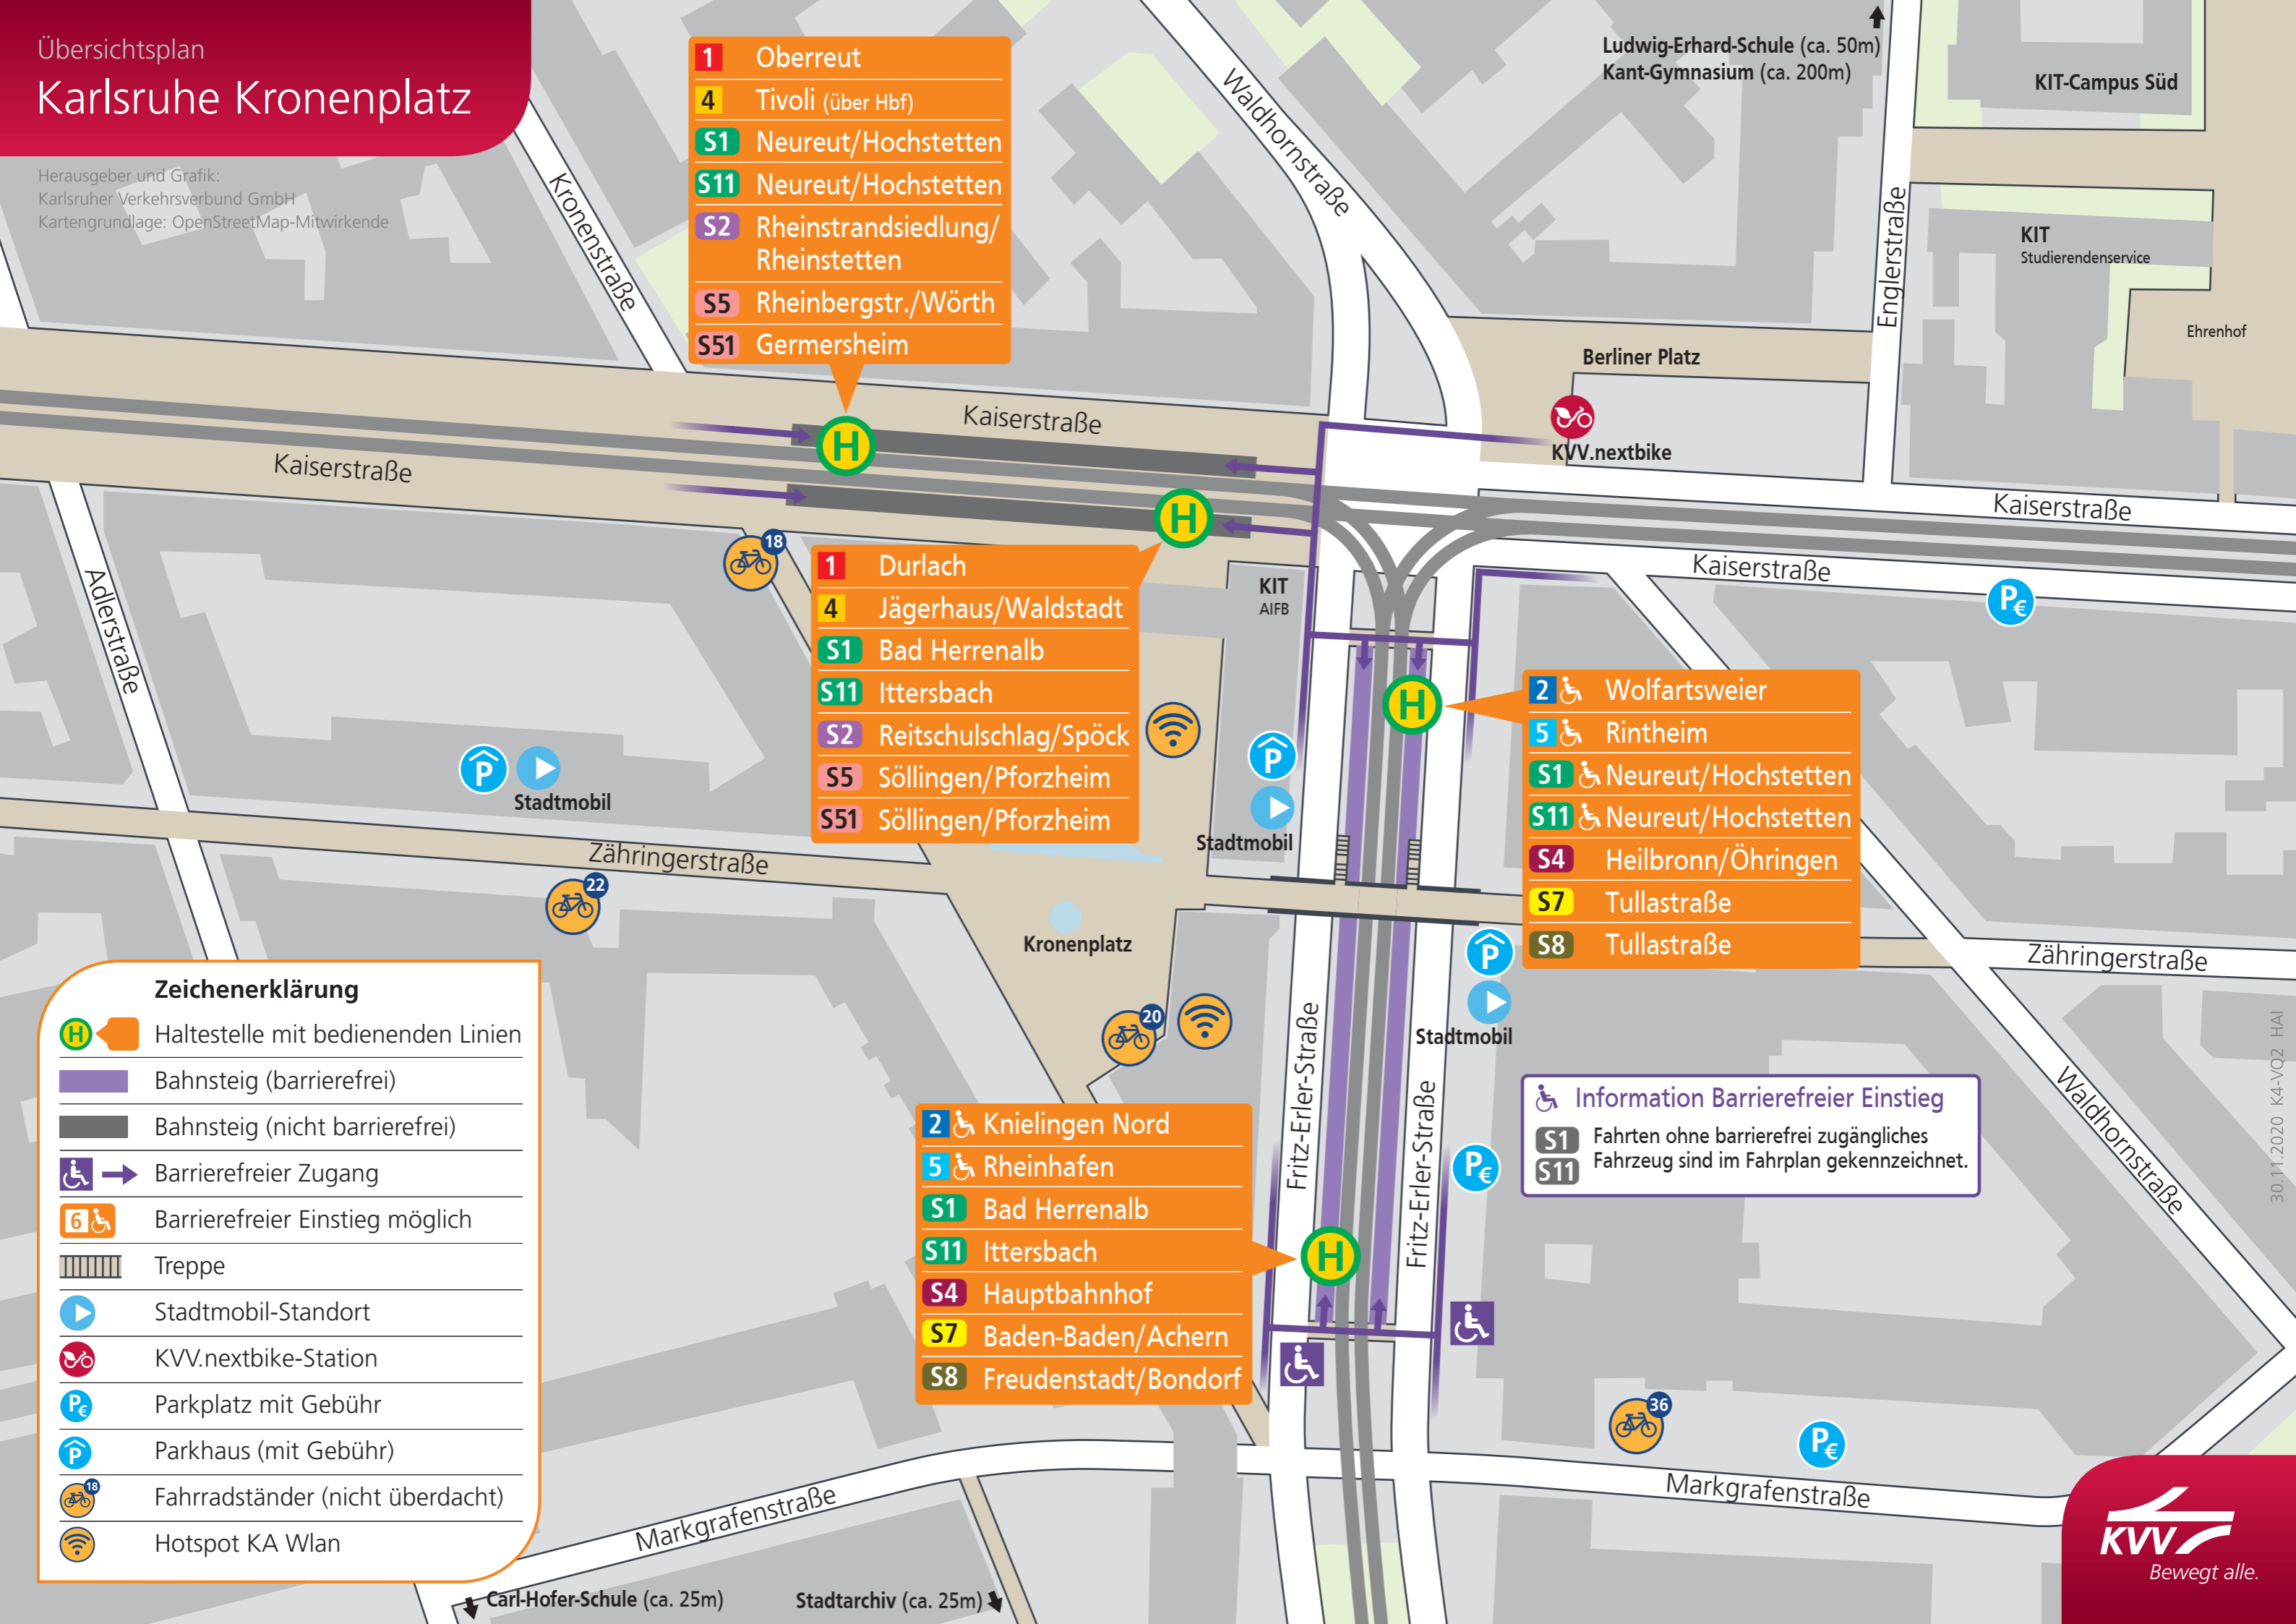 Übersichtsplan
Karlsruhe Kronenplatz
Herausgeber und Grafik:
Karlsruher Verkehrsverbund GmbH
Kartengrundlage: OpenStreetMap-Mitwirkende
1 Oberreut
4 Tivoli (über Hbf)
S1 Neureut/Hochstetten
S11 Neureut/Hochstetten
S2 Rheinstrandsiedlung/
Rheinstetten
S5 Rheinbergstr./Wörth
S51 Germersheim
Ludwig-Erhard-Schule (ca. 50m)
Kant-Gymnasium (ca. 200m)
KIT-Campus Süd
KIT
Studierendenservice
Ehrenhof
Englerstraße
Waldhornstraße
Kronenstraße
Berliner Platz
KVV.nextbike
Kaiserstraße
Kaiserstraße
Kaiserstraße
Kaiserstraße
H
H
18
Adlerstraße
KIT
AIFB
P€
1 Durlach
4 Jägerhaus/Waldstadt
S1 Bad Herrenalb
S11 Ittersbach
S2 Reitschulschlag/Spöck
S5 Söllingen/Pforzheim
S51 Söllingen/Pforzheim
H
2 Wolfartsweier
5 Rintheim
S1 Neureut/Hochstetten
S11 Neureut/Hochstetten
S4 Heilbronn/Öhringen
S7 Tullastraße
S8 Tullastraße
P
Stadtmobil
P
Stadtmobil
Zähringerstraße
22
Kronenplatz
P
Stadtmobil
Zähringerstraße
20
Fritz-Erler-Straße
Fritz-Erler-Straße
P€
Waldhornstraße
Information Barrierefreier Einstieg
S1 Fahrten ohne barrierefrei zugängliches
S11 Fahrzeug sind im Fahrplan gekennzeichnet.
30.11.2020 K4-VQ2 HAI
2 Knielingen Nord
5 Rheinhafen
S1 Bad Herrenalb
S11 Ittersbach
S4 Hauptbahnhof
S7 Baden-Baden/Achern
S8 Freudenstadt/Bondorf
H
36
P€
Markgrafenstraße
Markgrafenstraße
Carl-Hofer-Schule (ca. 25m)
Stadtarchiv (ca. 25m)
Zeichenerklärung
H Haltestelle mit bedienenden Linien
Bahnsteig (barrierefrei)
Bahnsteig (nicht barrierefrei)
Barrierefreier Zugang
6 Barrierefreier Einstieg möglich
Treppe
Stadtmobil-Standort
KVV.nextbike-Station
P€ Parkplatz mit Gebühr
P Parkhaus (mit Gebühr)
18 Fahrradständer (nicht überdacht)
Hotspot KA Wlan
KVV
Bewegt alle.